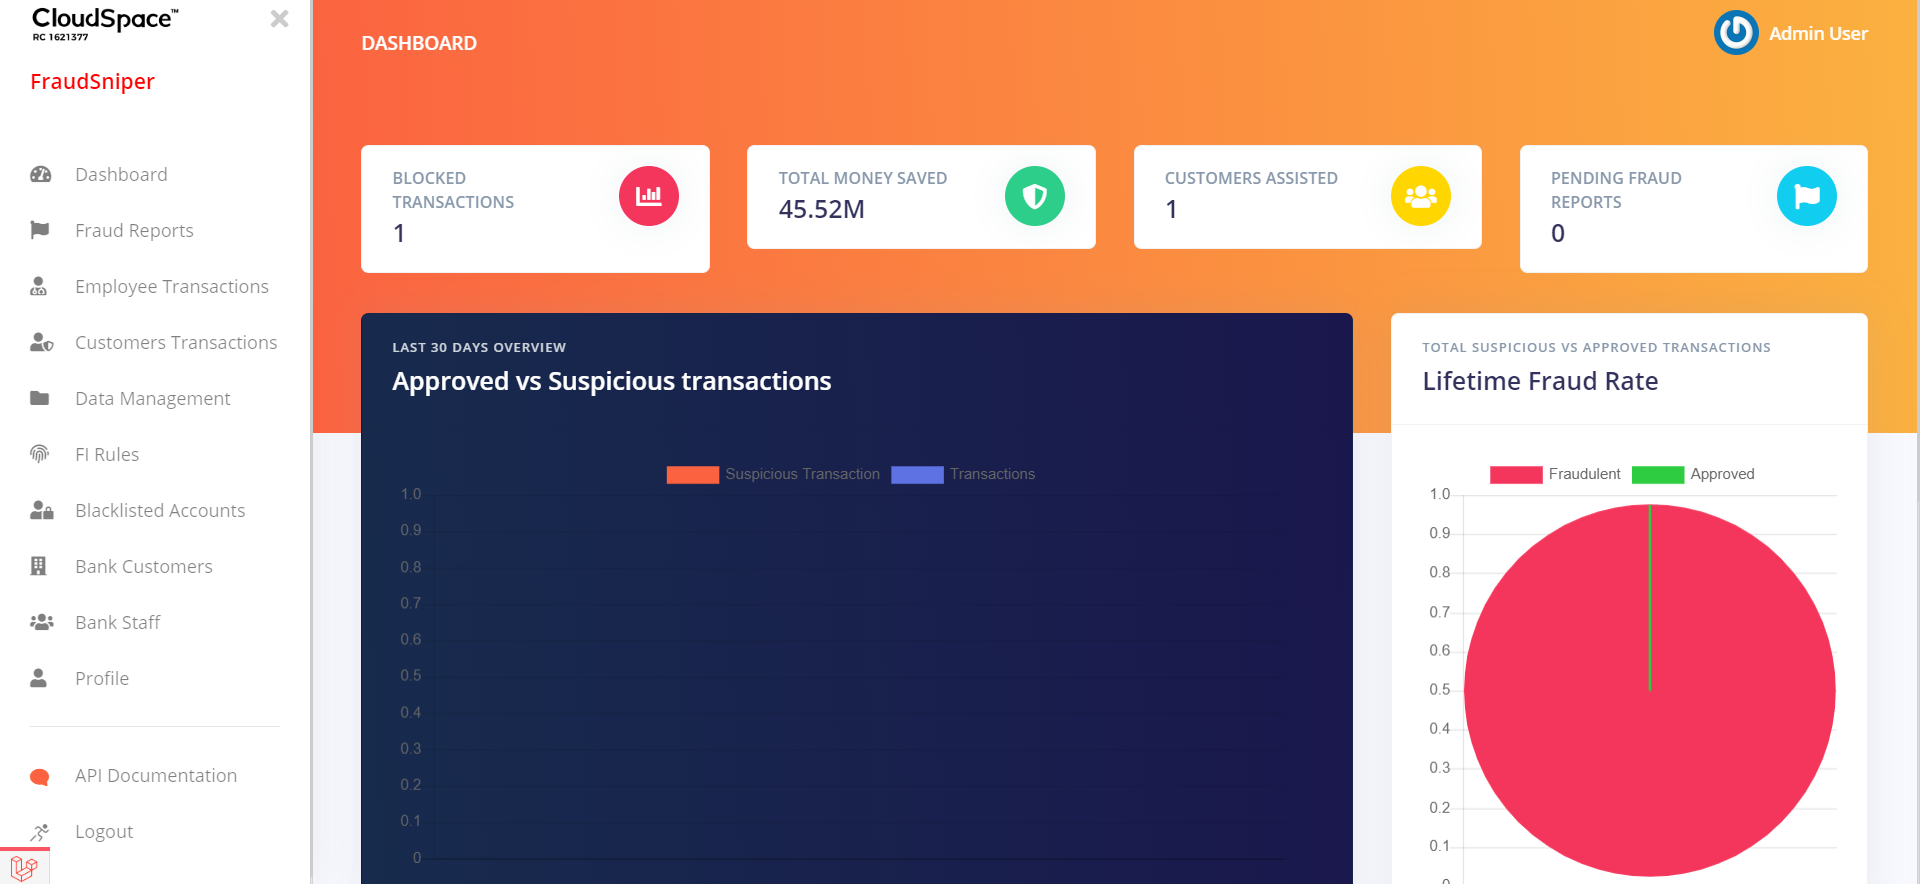 CloudSpace™
RC 1621377
FraudSniper
Dashboard
Fraud Reports
Employee Transactions
Customers Transactions
Data Management
FI Rules
Blacklisted Accounts
Bank Customers
Bank Staff
Profile
API Documentation
Logout
DASHBOARD
Admin User
BLOCKED
TRANSACTIONS
1
TOTAL MONEY SAVED
45.52M
CUSTOMERS ASSISTED
1
PENDING FRAUD
REPORTS
0
LAST 30 DAYS OVERVIEW
Approved vs Suspicious transactions
Suspicious Transaction Transactions
1.0
0.9
0.8
0.7
0.6
0.5
0.4
0.3
0.2
0.1
0
TOTAL SUSPICIOUS VS APPROVED TRANSACTIONS
Lifetime Fraud Rate
Fraudulent Approved
1.0
0.9
0.8
0.7
0.6
0.5
0.4
0.3
0.2
0.1
0